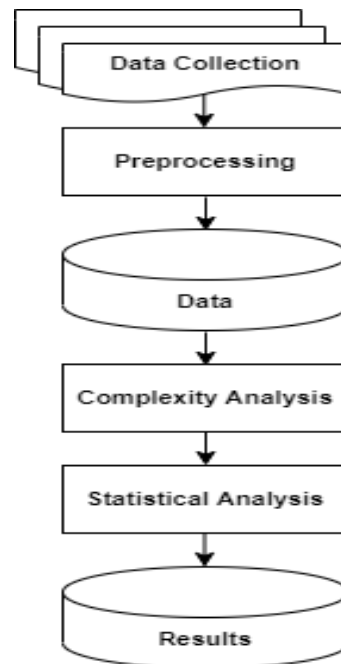 Data Collection
Preprocessing
Data
Complexity Analysis
Statistical Analysis
Results